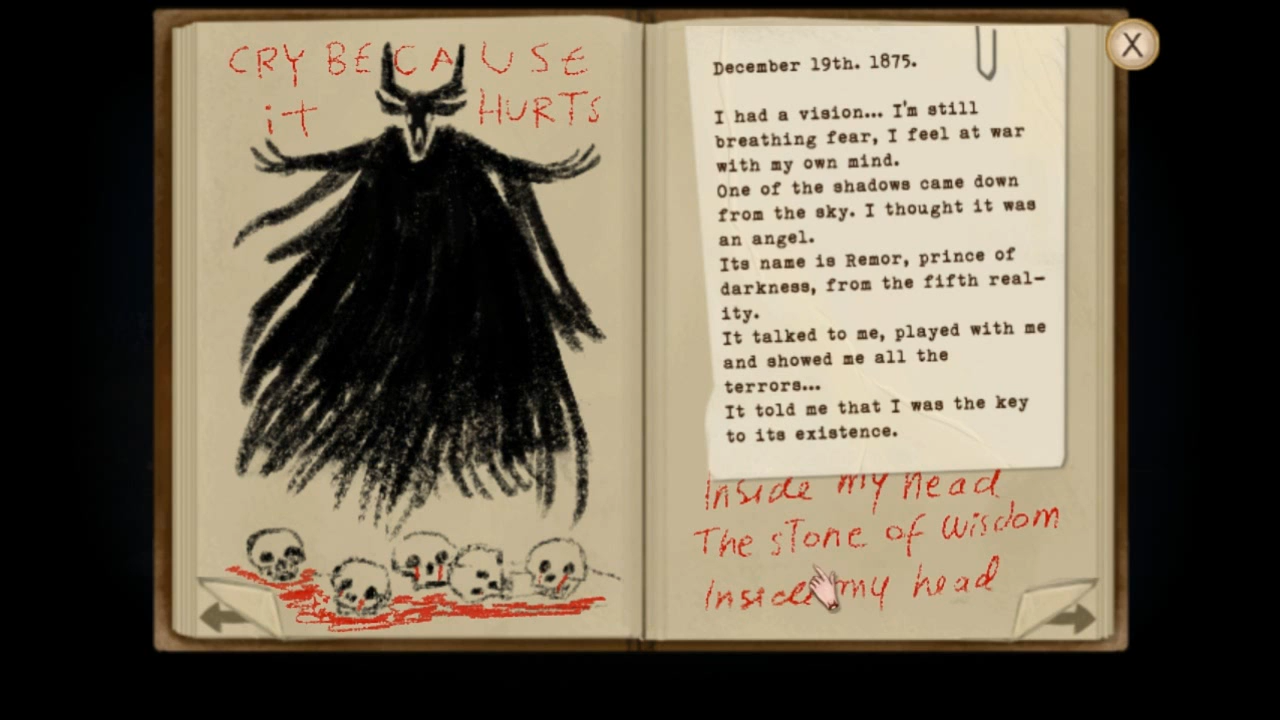 CRY BECAUSE
it HURTS
December 19th. 1875.
I had a vision... I'm still
breathing fear, I feel at war
with my own mind.
One of the shadows came down
from the sky. I thought it was
an angel.
Its name is Remor, prince of
darkness, from the fifth real-
ity.
It talked to me, played with me
and showed me all the
terrors...
It told me that I was the key
to its existence.
Inside my head
The sTone of Wisdom
Inside my head
X